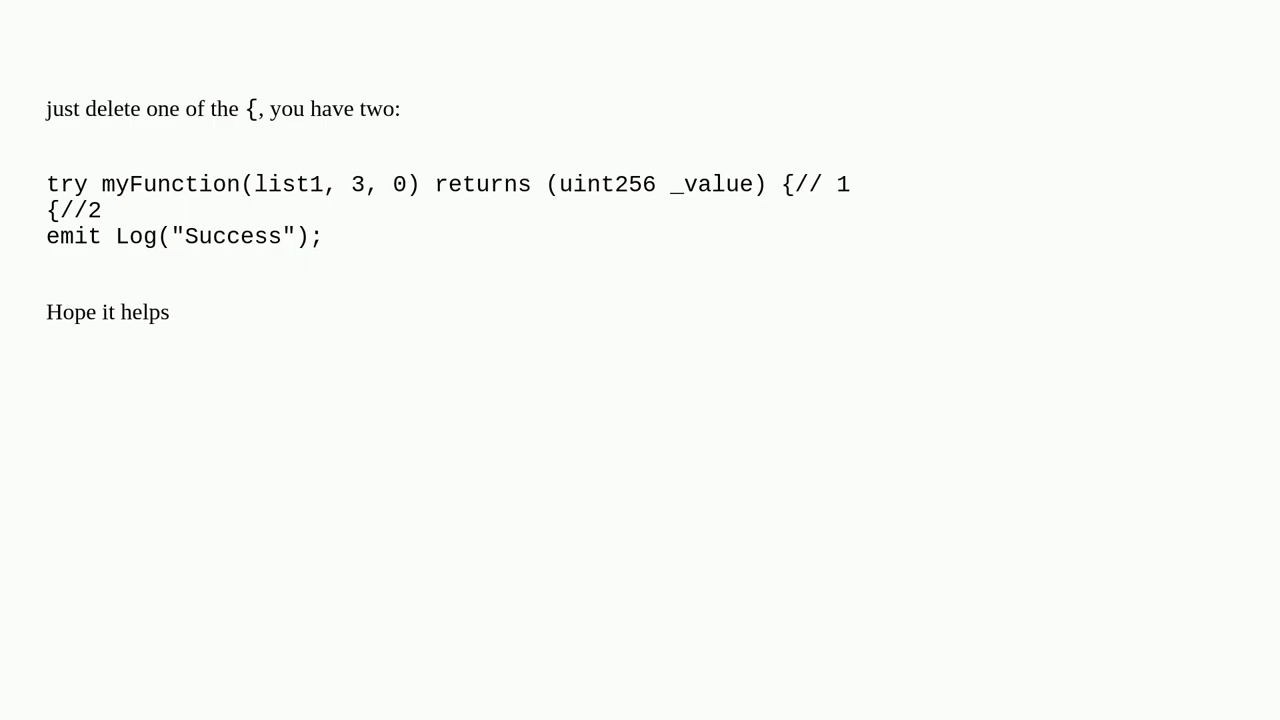 just delete one of the {, you have two:
try myFunction(list1, 3, 0) returns (uint256 _value) {// 1
{//2
emit Log("Success");
Hope it helps